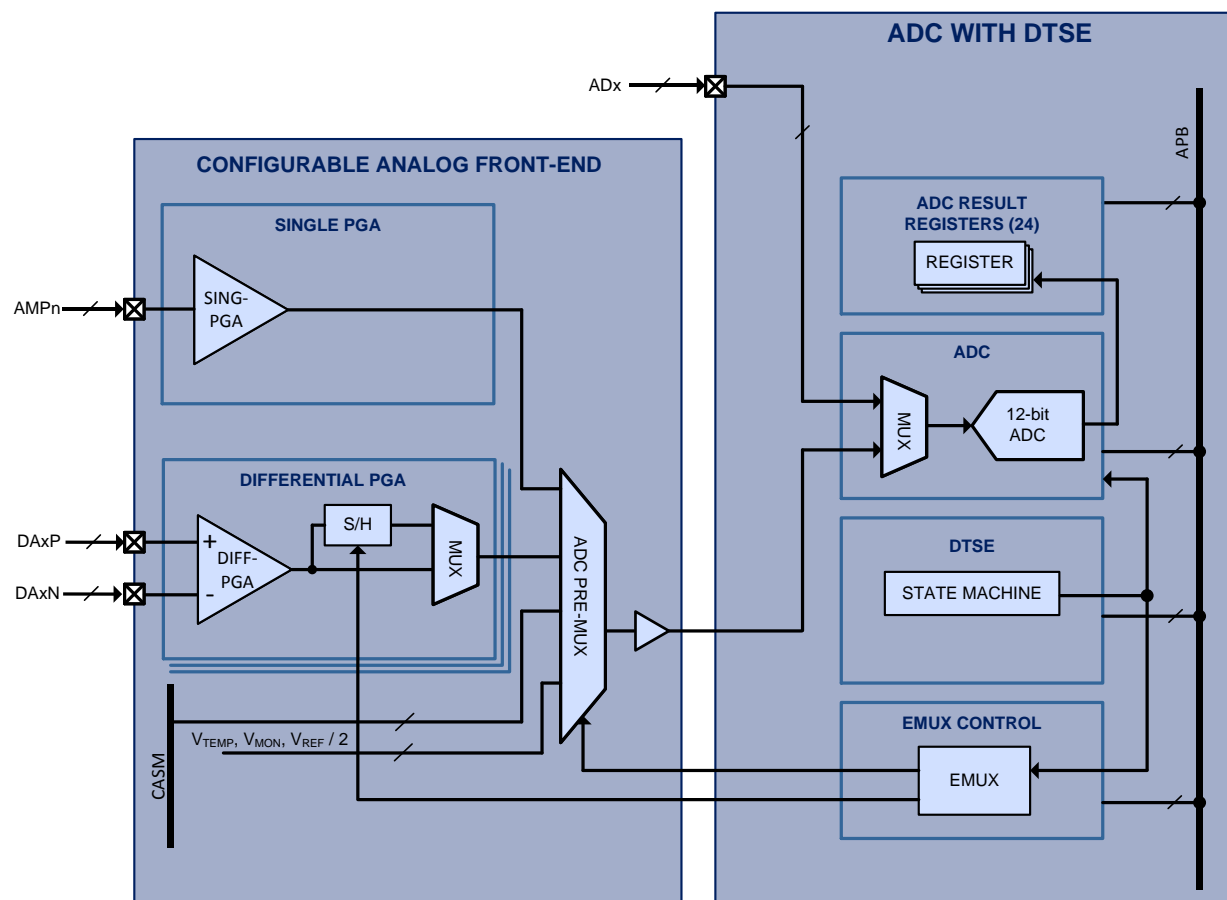 ADC WITH DTSE
ADx
APB
CONFIGURABLE ANALOG FRONT-END
SINGLE PGA
SING-
PGA
AMPn
ADC RESULT
REGISTERS (24)
REGISTER
ADC
MUX
12-bit
ADC
DIFFERENTIAL PGA
S/H
DAxP
DAxN
+
-
DIFF-
PGA
MUX
ADC PRE-MUX
DTSE
STATE MACHINE
CASM
VTEMP, VMON, VREF / 2
EMUX CONTROL
EMUX